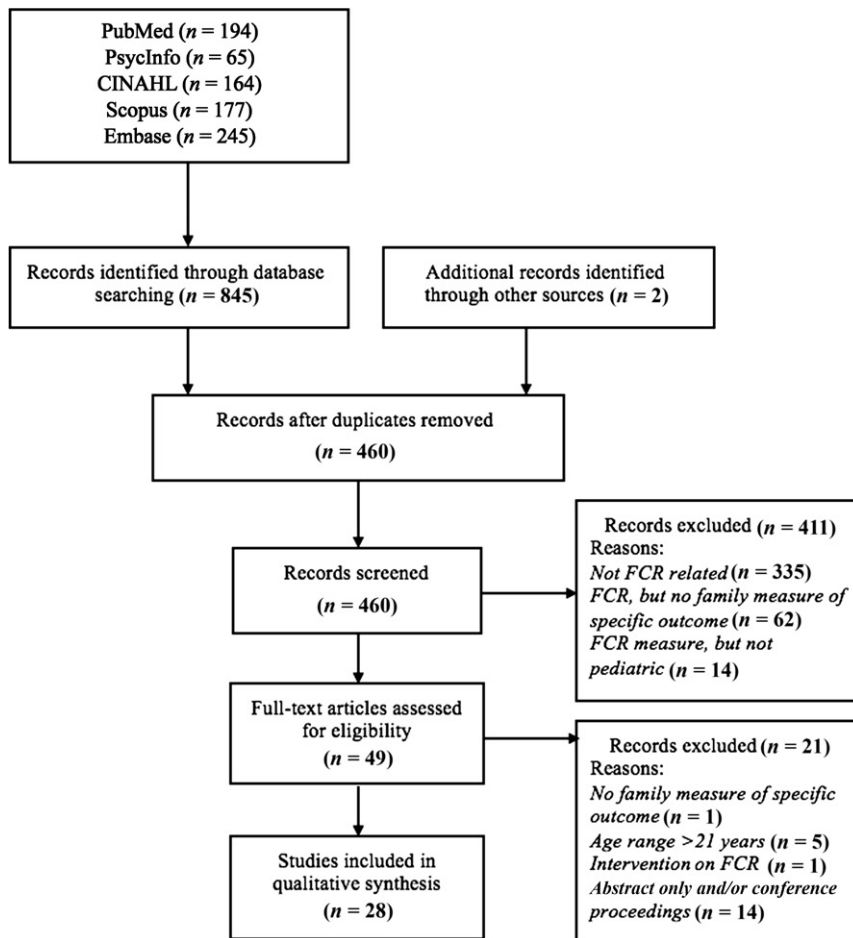 PubMed (n = 194)
PsycInfo (n = 65)
CINAHL (n = 164)
Scopus (n = 177)
Embase (n = 245)
Records identified through database
searching (n = 845)
Additional records identified
through other sources (n = 2)
Records after duplicates removed
(n = 460)
Records screened
(n = 460)
Records excluded (n = 411)
Reasons:
Not FCR related (n = 335)
FCR, but no family measure of
specific outcome (n = 62)
FCR measure, but not
pediatric (n = 14)
Full-text articles assessed
for eligibility
(n = 49)
Records excluded (n = 21)
Reasons:
No family measure of specific
outcome (n = 1)
Age range >21 years (n = 5)
Intervention on FCR (n = 1)
Abstract only and/or conference
proceedings (n = 14)
Studies included in
qualitative synthesis
(n = 28)